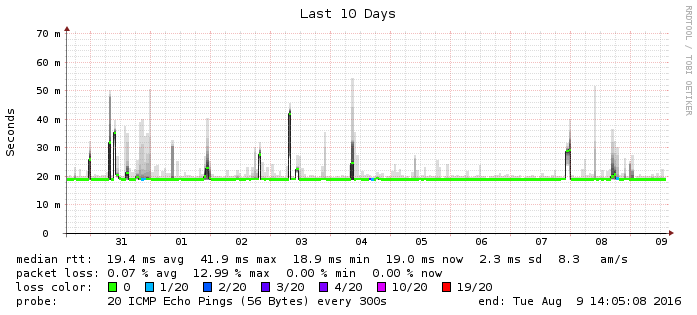 Last 10 Days
RRDTOOL / TOBI OETIKER
Seconds
70 m
60 m
50 m
40 m
30 m
20 m
10 m
0
31 01 02 03 04 05 06 07 08 09
median rtt: 19.4 ms avg 41.9 ms max 18.9 ms min 19.0 ms now 2.3 ms sd 8.3 am/s
packet loss: 0.07 % avg 12.99 % max 0.00 % min 0.00 % now
loss color: 0 1/20 2/20 3/20 4/20 10/20 19/20
probe: 20 ICMP Echo Pings (56 Bytes) every 300s end: Tue Aug 9 14:05:08 2016